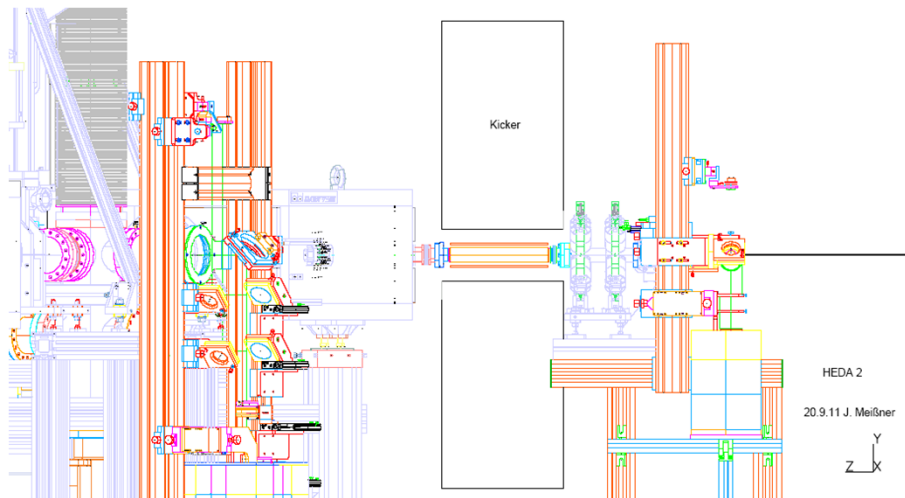 Kicker
HEDA 2
20.9.11 J. Meißner
Y
Z
X